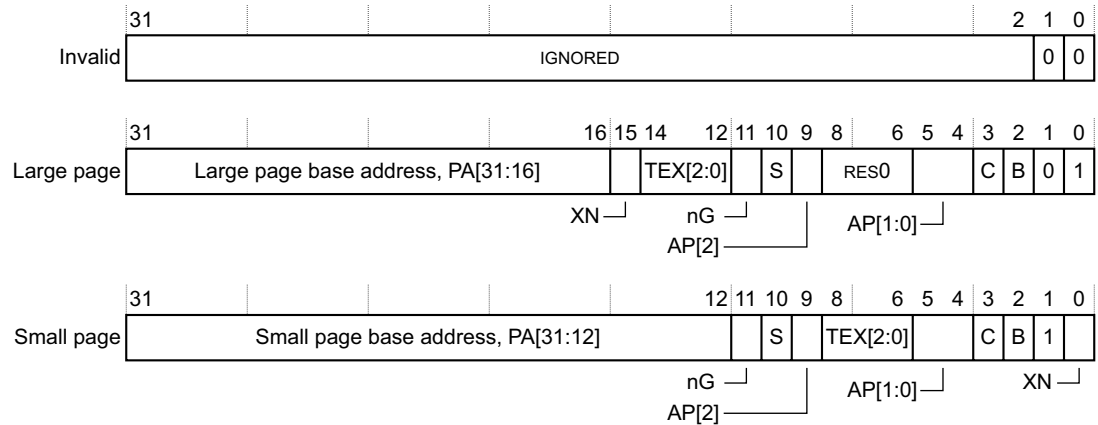 31 2 1 0
Invalid IGNORED 0 0
31 16 15 14 12 11 10 9 8 6 5 4 3 2 1 0
Large page Large page base address, PA[31:16] TEX[2:0] S RES0 C B 0 1
XN nG AP[1:0]
AP[2]
31 12 11 10 9 8 6 5 4 3 2 1 0
Small page Small page base address, PA[31:12] S TEX[2:0] C B 1
nG AP[1:0] XN
AP[2]